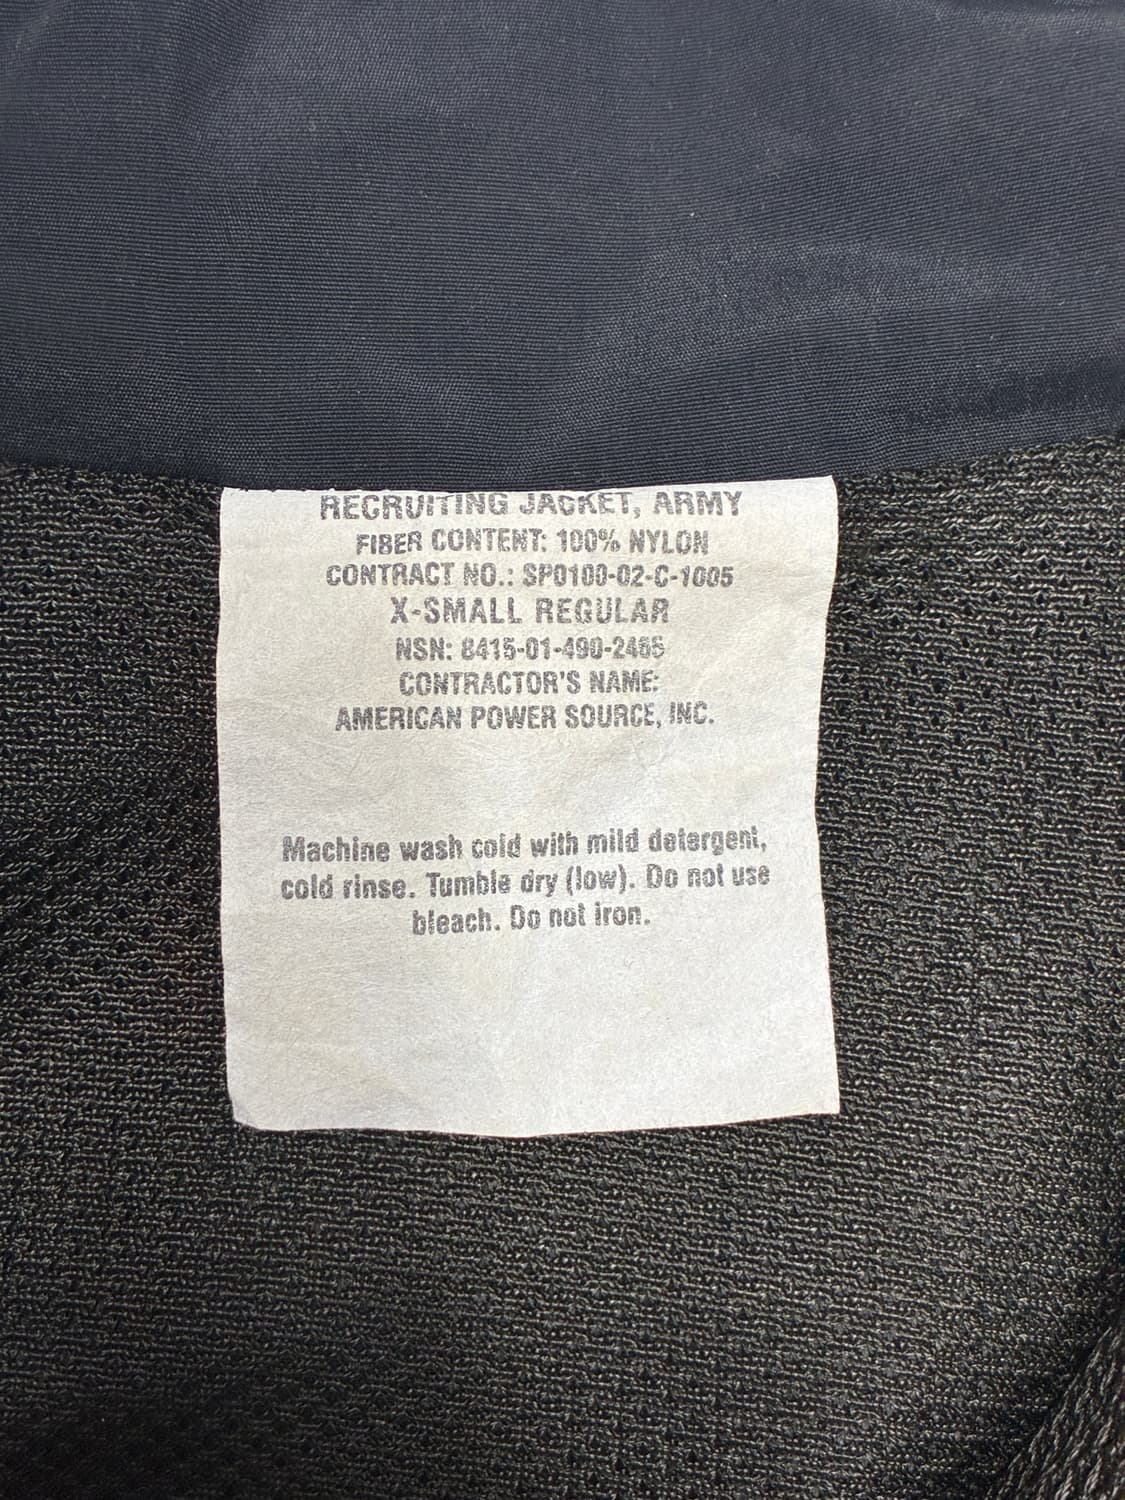 RECRUITING JACKET, ARMY
FIBER CONTENT: 100% NYLON
CONTRACT NO.: SP0100-02-C-1005
X-SMALL REGULAR
NSN: 8415-01-490-2455
CONTRACTOR'S NAME:
AMERICAN POWER SOURCE, INC.
Machine wash cold with mild detergent,
cold rinse. Tumble dry (low). Do not use
bleach. Do not iron.